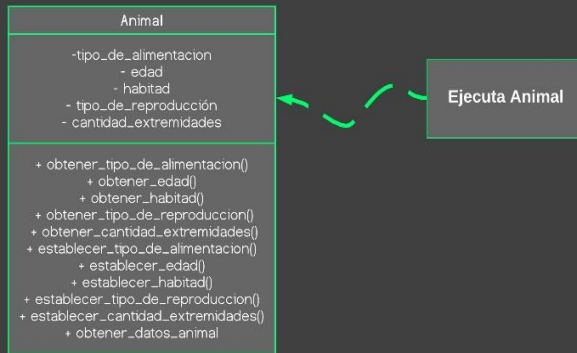 Animal
-tipo_de_alimentacion
- edad
- habitad
- tipo_de_reproducción
- cantidad_extremidades
Ejecuta Animal
+ obtener_tipo_de_alimentacion()
+ obtener_edad()
+ obtener_habitad()
+ obtener_tipo_de_reproduccion()
+ obtener_cantidad_extremidades()
+ establecer_tipo_de_alimentacion()
+ establecer_edad()
+ establecer_habitad()
+ establecer_tipo_de_reproduccion()
+ establecer_cantidad_extremidades()
+ obtener_datos_animal